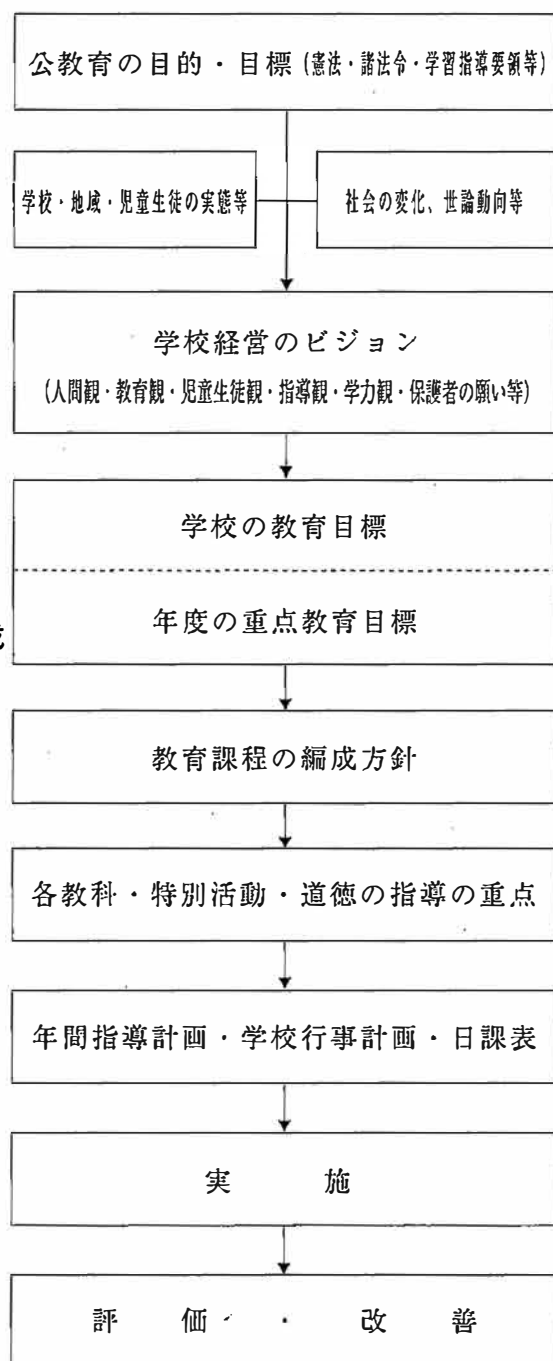 公教育の目的・目標(憲法・諸法令・学習指導要領等)
学校・地域・児童生徒の実態等
社会の変化、世論動向等
学校経営のビジョン
(人間観・教育観・児童生徒観・指導観・学力観・保護者の願い等)
学校の教育目標
年度の重点教育目標
教育課程の編成方針
各教科・特別活動・道徳の指導の重点
年間指導計画・学校行事計画・日課表
実施
評価・改善